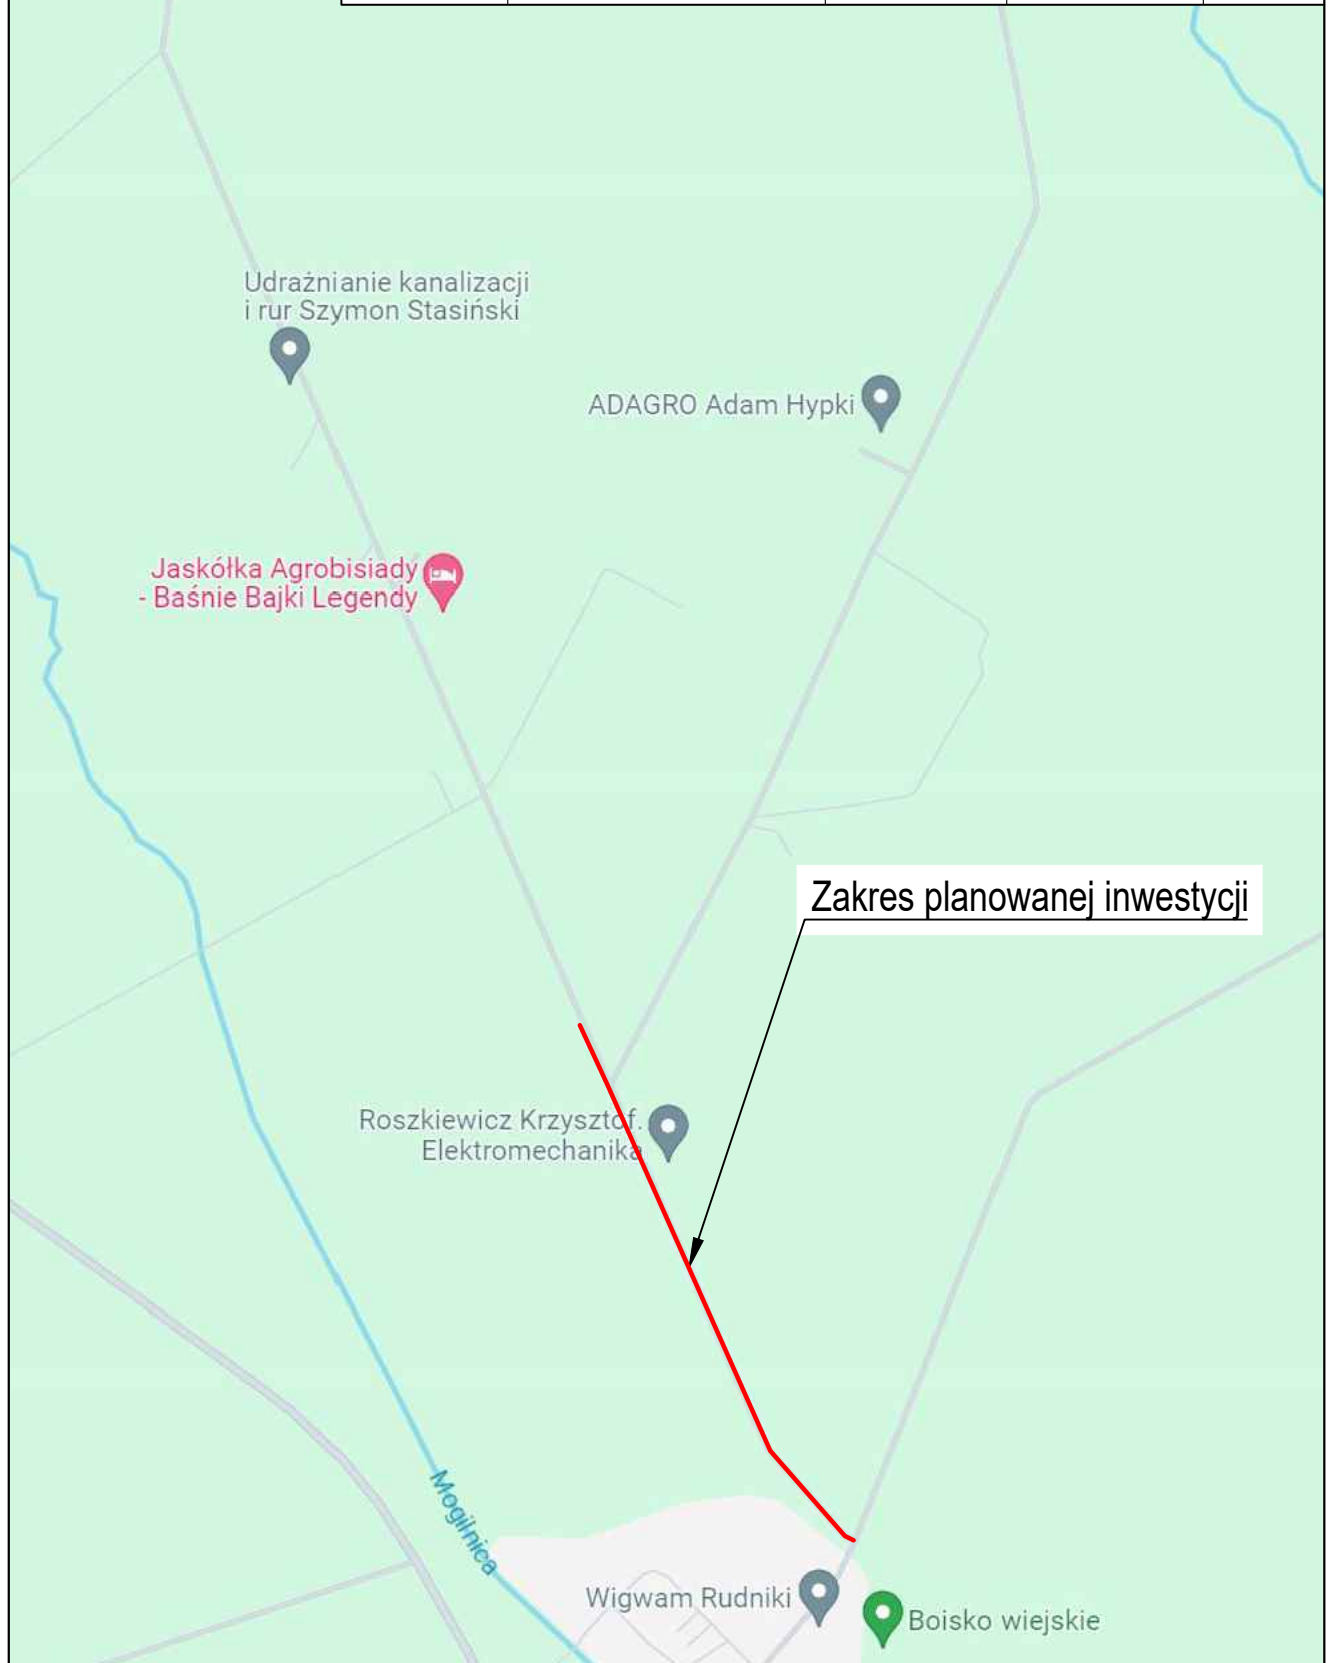 Udrażnianie kanalizacji
i rur Szymon Stasiński
ADAGRO Adam Hypki
Jaskółka Agrobisiady
- Baśnie Bajki Legendy
Zakres planowanej inwestycji
Roszkiewicz Krzysztof.
Elektromechanika
Mogilnica
Wigwam Rudniki
Boisko wiejskie